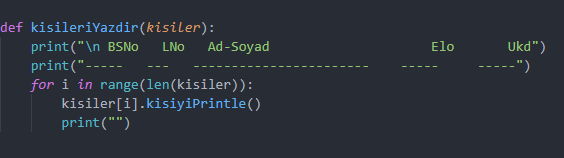 def kisileriYazdir(kisiler):
    print("\n BSNo   LNo   Ad-Soyad                       Elo        Ukd")
    print("-----   ---   ------------------------    -----     -----")
    for i in range(len(kisiler)):
        kisiler[i].kisiyiPrintle()
        print("")